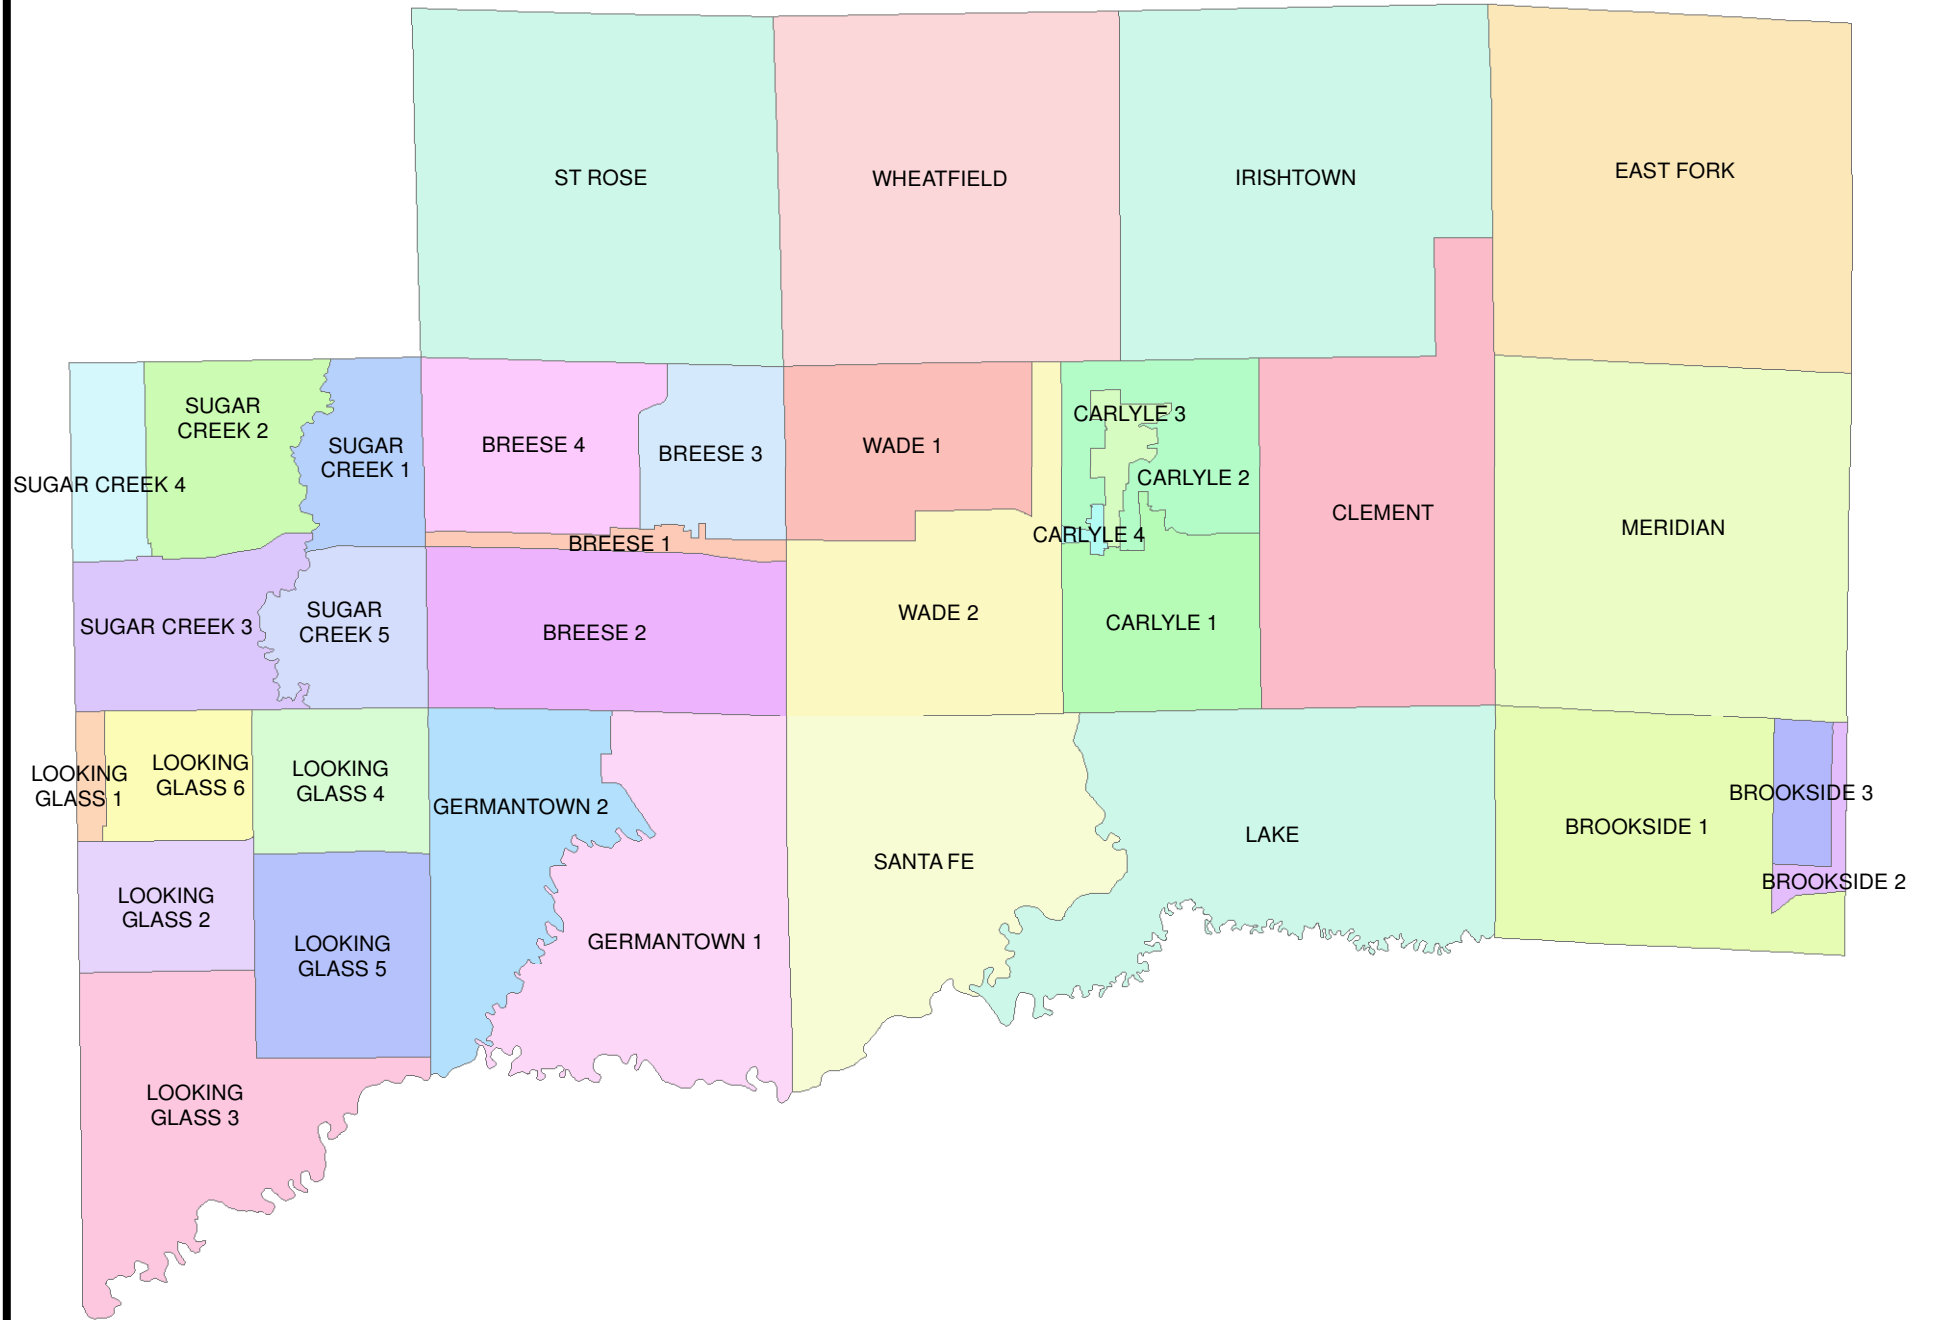 ST ROSE
WHEATFIELD
IRISHTOWN
EAST FORK
SUGAR
CREEK 2
SUGAR
CREEK 1
SUGAR CREEK 4
BREESE 4
BREESE 3
WADE 1
CARLYLE 3
CARLYLE 2
CARLYLE 4
CLEMENT
MERIDIAN
BREESE 1
SUGAR CREEK 3
SUGAR
CREEK 5
BREESE 2
WADE 2
CARLYLE 1
LOOKING
GLASS 1
LOOKING
GLASS 6
LOOKING
GLASS 4
GERMANTOWN 2
SANTA FE
LAKE
BROOKSIDE 1
BROOKSIDE 3
BROOKSIDE 2
LOOKING
GLASS 2
LOOKING
GLASS 5
GERMANTOWN 1
LOOKING
GLASS 3